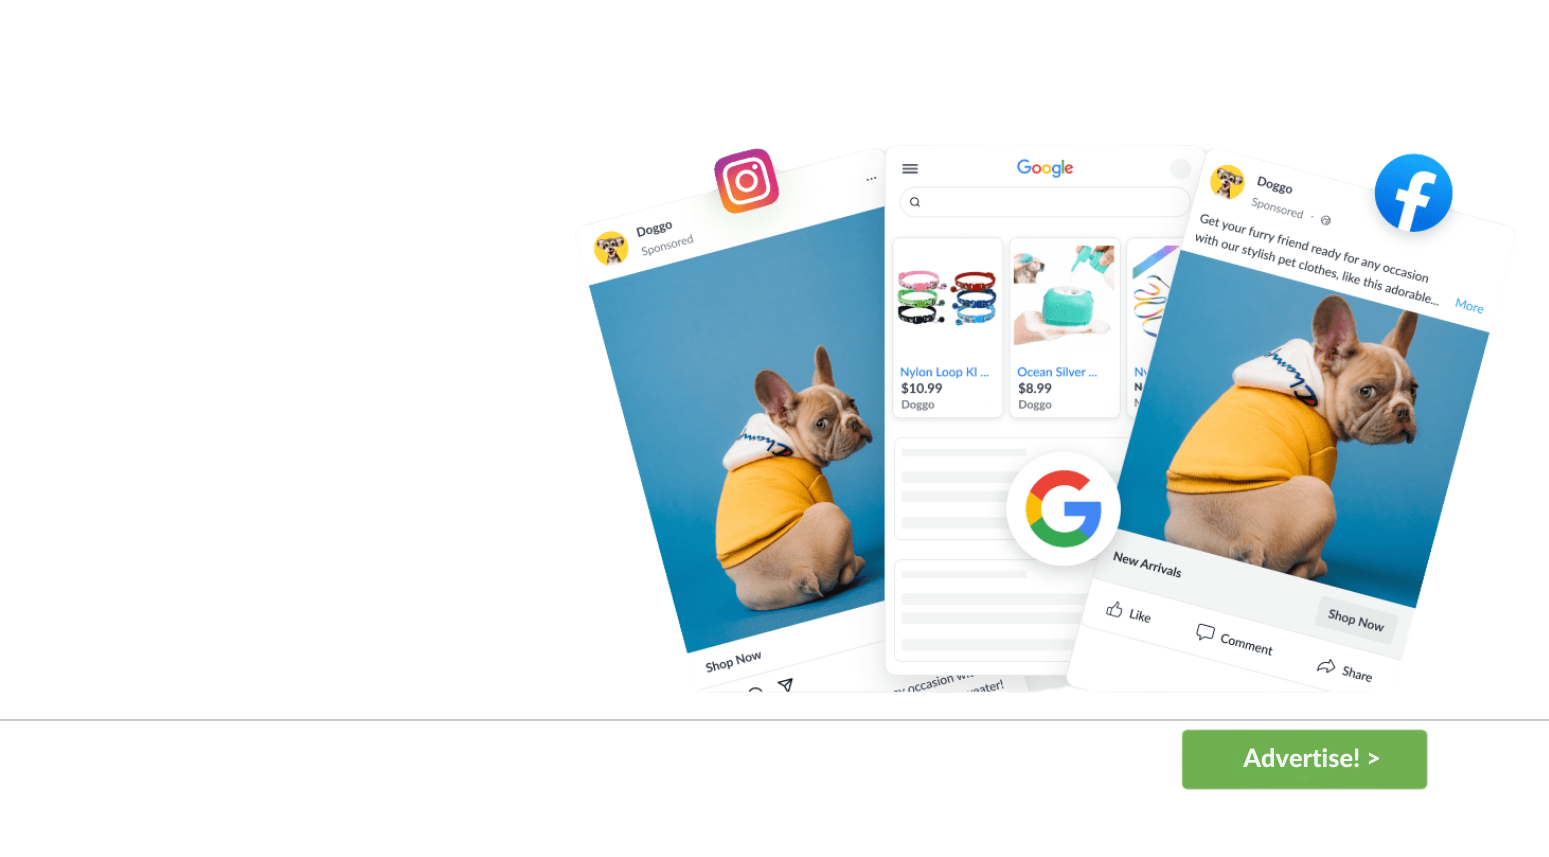 Doggo
Sponsored
...
Shop Now
occasion
Google
Nylon Loop KI ...
$10.99
Doggo
Ocean Silver ...
$8.99
Doggo
Doggo
Sponsored ·
Get your furry friend ready for any occasion
with our stylish pet clothes, like this adorable...
More
New Arrivals
Shop Now
Like
Comment
Share
Advertise! >